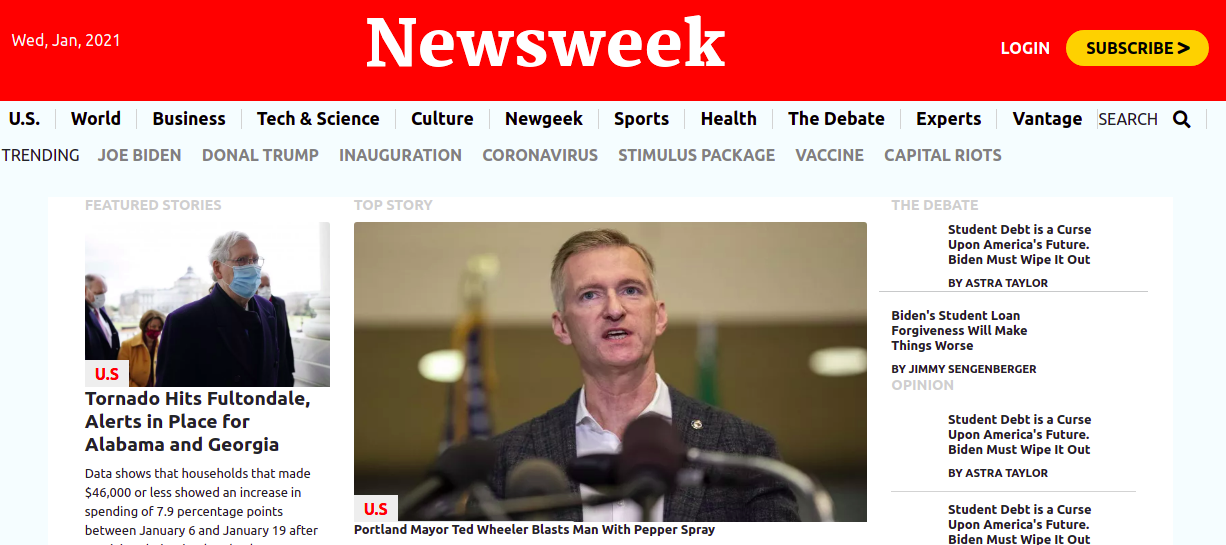 Wed, Jan, 2021
Newsweek
LOGIN
SUBSCRIBE >
U.S.
World
Business
Tech & Science
Culture
Newgeek
Sports
Health
The Debate
Experts
Vantage
SEARCH
TRENDING
JOE BIDEN
DONAL TRUMP
INAUGURATION
CORONAVIRUS
STIMULUS PACKAGE
VACCINE
CAPITAL RIOTS
FEATURED STORIES
U.S
Tornado Hits Fultondale,
Alerts in Place for
Alabama and Georgia
Data shows that households that made
$46,000 or less showed an increase in
spending of 7.9 percentage points
between January 6 and January 19 after
TOP STORY
U.S
Portland Mayor Ted Wheeler Blasts Man With Pepper Spray
THE DEBATE
Student Debt is a Curse
Upon America's Future.
Biden Must Wipe It Out
BY ASTRA TAYLOR
Biden's Student Loan
Forgiveness Will Make
Things Worse
BY JIMMY SENGENBERGER
OPINION
Student Debt is a Curse
Upon America's Future.
Biden Must Wipe It Out
BY ASTRA TAYLOR
Student Debt is a Curse
Upon America's Future.
Biden Must Wipe It Out